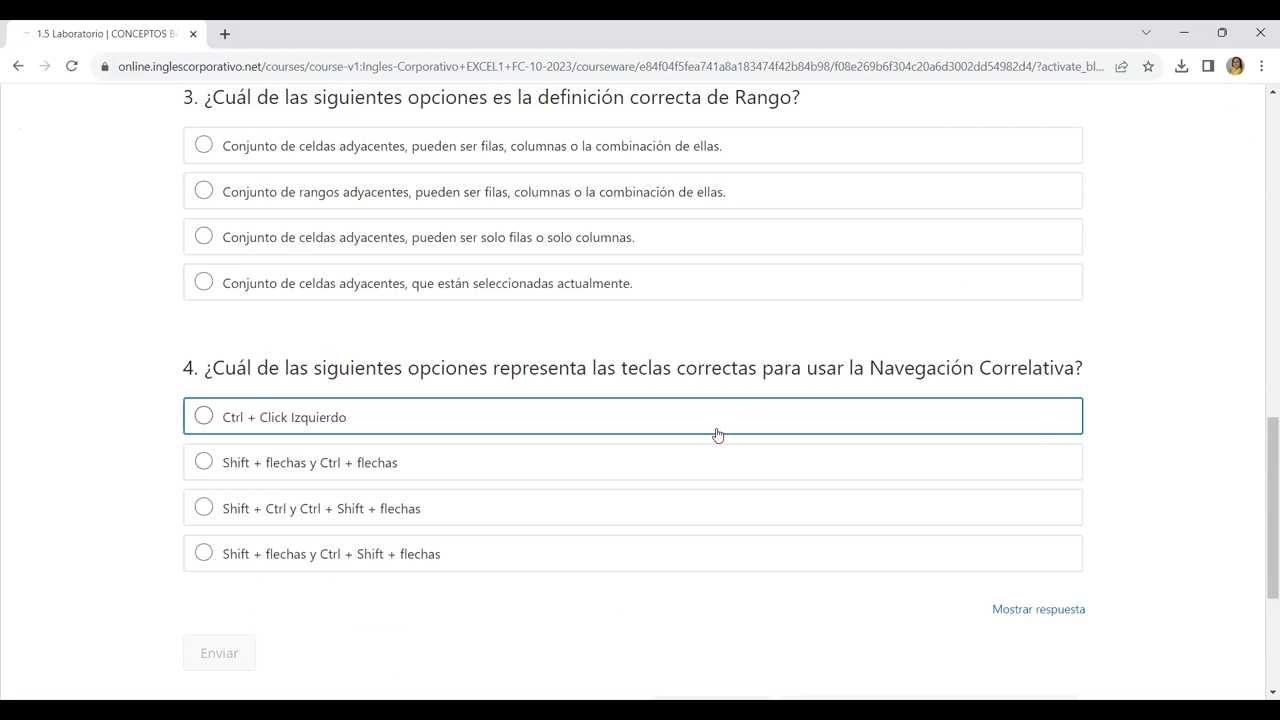 1.5 Laboratorio | CONCEPTOS BA
online.inglescorporativo.net/courses/course-v1:Ingles-Corporativo+EXCEL1+FC-10-2023/courseware/e84f04f5fea741a8a183474f42b84b98/f08e269b6f304c20a6d3002dd54982d4/?activate_bl...
3. ¿Cuál de las siguientes opciones es la definición correcta de Rango?
Conjunto de celdas adyacentes, pueden ser filas, columnas o la combinación de ellas.
Conjunto de rangos adyacentes, pueden ser filas, columnas o la combinación de ellas.
Conjunto de celdas adyacentes, pueden ser solo filas o solo columnas.
Conjunto de celdas adyacentes, que están seleccionadas actualmente.
4. ¿Cuál de las siguientes opciones representa las teclas correctas para usar la Navegación Correlativa?
Ctrl + Click Izquierdo
Shift + flechas y Ctrl + flechas
Shift + Ctrl y Ctrl + Shift + flechas
Shift + flechas y Ctrl + Shift + flechas
Mostrar respuesta
Enviar